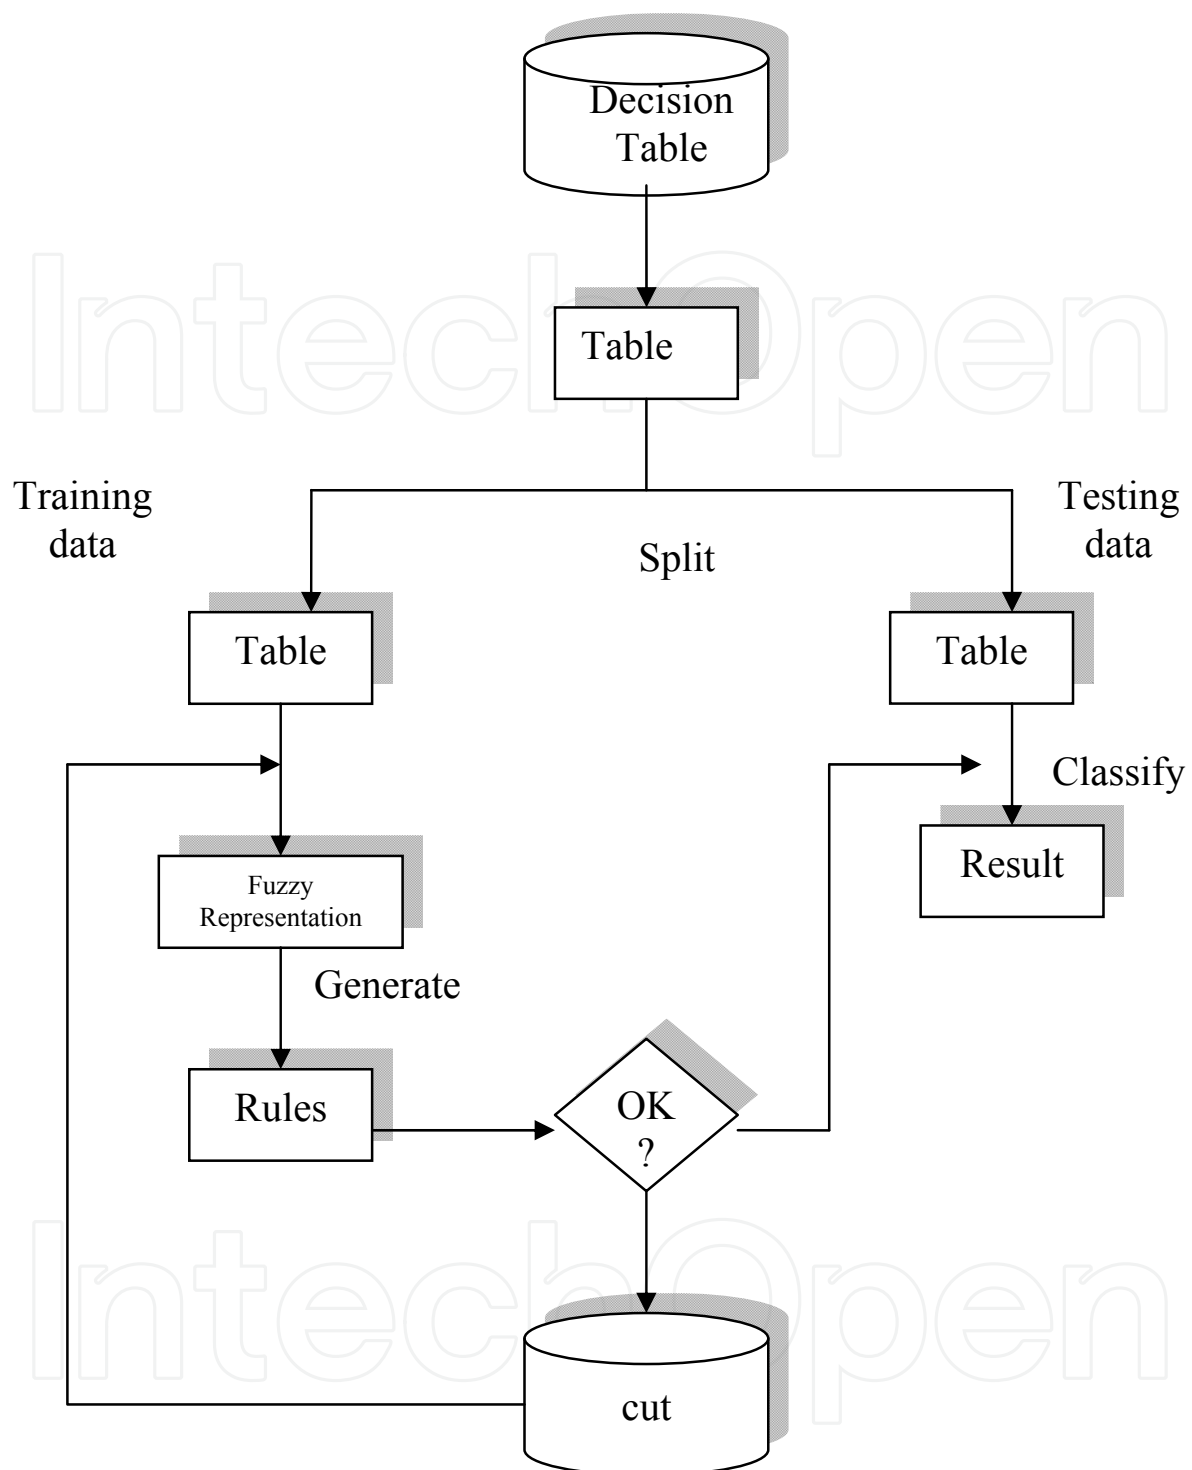 Decision
Table
IntechOpen
Table
Training
data
Testing
data
Split
Table
Table
Classify
Fuzzy
Representation
Result
Generate
Rules
OK
?
IntechOpen
cut